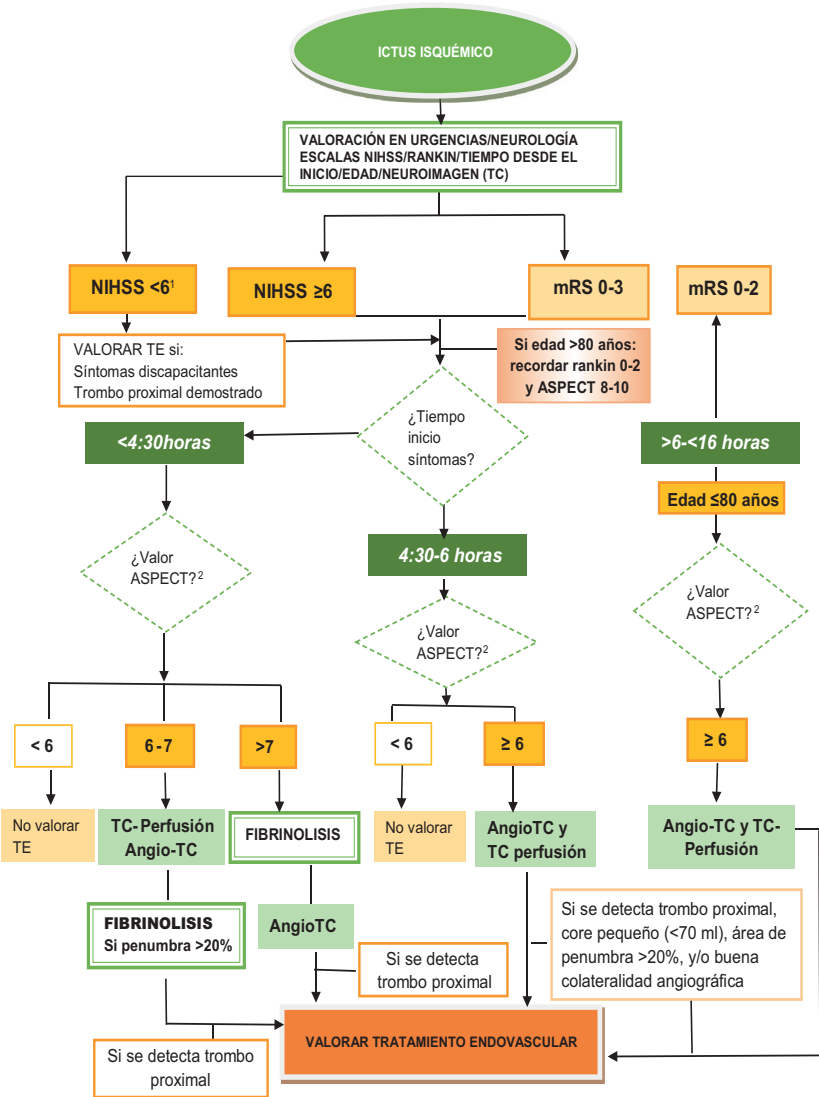 ICTUS ISQUÉMICO
VALORACIÓN EN URGENCIAS/NEUROLOGÍA
ESCALAS NIHSS/RANKIN/TIEMPO DESDE EL
INICIO/EDAD/NEUROIMAGEN (TC)
NIHSS <6¹
NIHSS ≥6
mRS 0-3
mRS 0-2
VALORAR TE si:
Síntomas discapacitantes
Trombo proximal demostrado
Si edad >80 años:
recordar rankin 0-2
y ASPECT 8-10
¿Tiempo
inicio
síntomas?
<4:30horas
>6-<16 horas
Edad ≤80 años
4:30-6 horas
¿Valor
ASPECT?²
¿Valor
ASPECT?²
¿Valor
ASPECT?²
< 6
6-7
>7
< 6
≥ 6
≥ 6
No valorar
TE
TC-Perfusión
Angio-TC
FIBRINOLISIS
No valorar
TE
AngioTC y
TC perfusión
Angio-TC y TC-
Perfusión
FIBRINOLISIS
Si penumbra >20%
AngioTC
Si se detecta
trombo proximal
Si se detecta trombo proximal,
core pequeño (<70 ml), área de
penumbra >20%, y/o buena
colateralidad angiográfica
Si se detecta trombo
proximal
VALORAR TRATAMIENTO ENDOVASCULAR